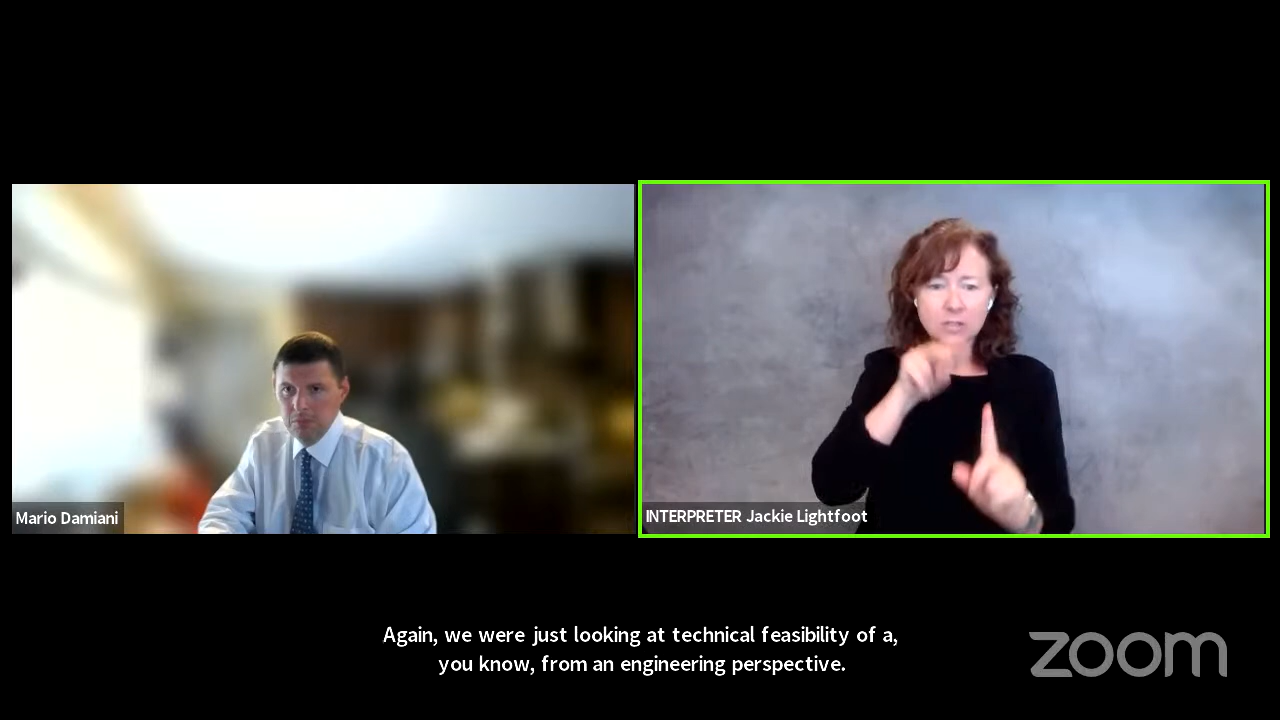 Mario Damiani
INTERPRETER Jackie Lightfoot
Again, we were just looking at technical feasibility of a,
you know, from an engineering perspective.
zoom